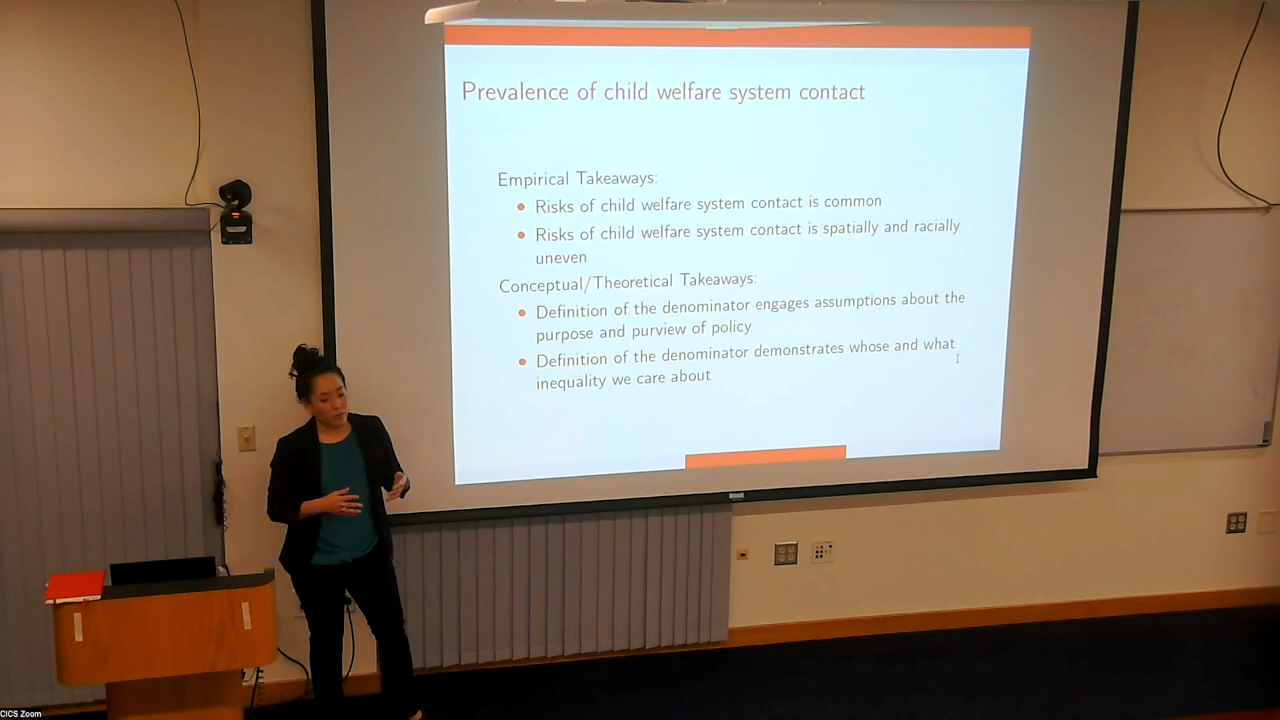 Prevalence of child welfare system contact
Empirical Takeaways:
Risks of child welfare system contact is common
Risks of child welfare system contact is spatially and racially
uneven
Conceptual/Theoretical Takeaways:
Definition of the denominator engages assumptions about the
purpose and purview of policy
Definition of the denominator demonstrates whose and what
inequality we care about
CICS Zoom